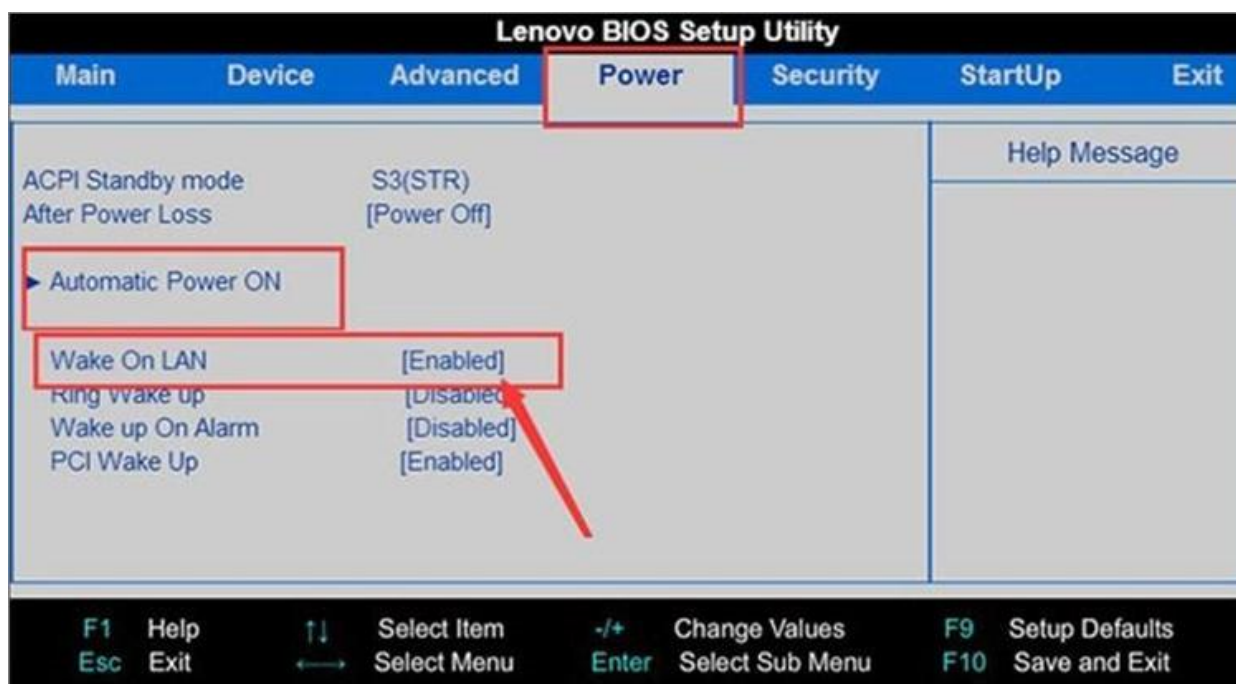 Lenovo BIOS Setup Utility
Main Device Advanced Power Security StartUp Exit
Help Message
ACPI Standby mode S3(STR)
After Power Loss [Power Off]
► Automatic Power ON
Wake On LAN [Enabled]
Ring Wake up [Disabled]
Wake up On Alarm [Disabled]
PCI Wake Up [Enabled]
F1 Help ↑↓ Select Item -/+ Change Values F9 Setup Defaults
Esc Exit ←→ Select Menu Enter Select Sub Menu F10 Save and Exit